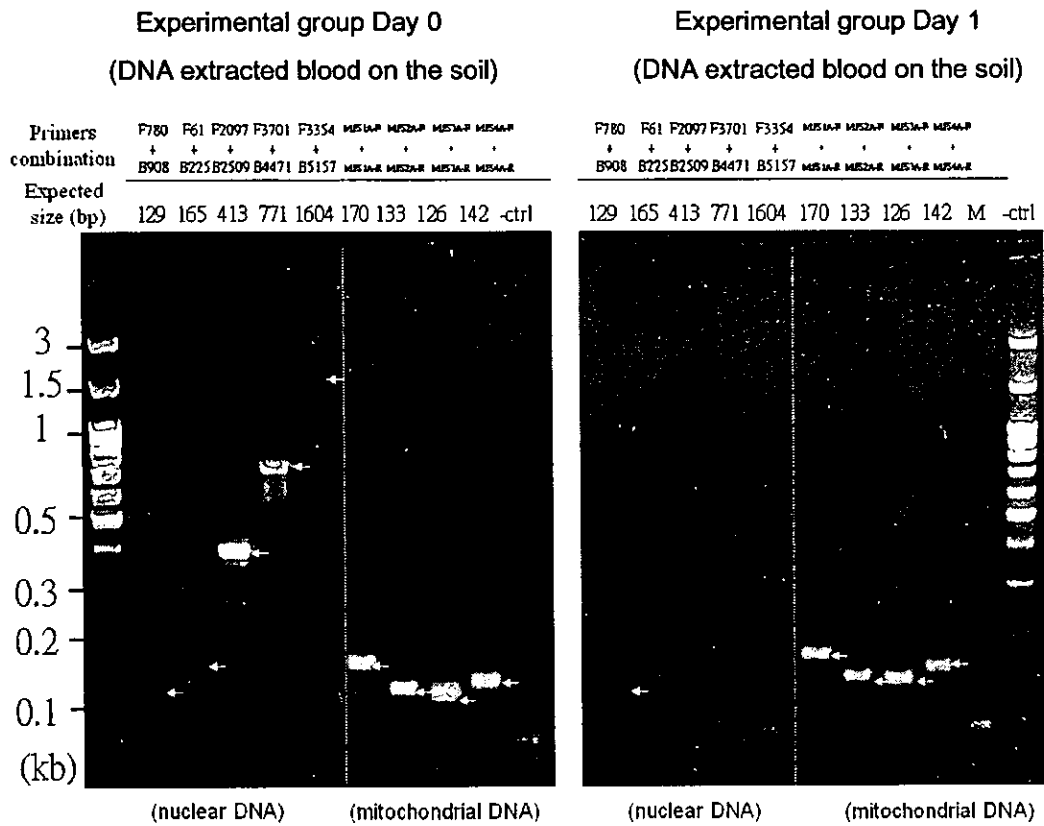 Experimental group Day 0
(DNA extracted blood on the soil)
Primers combination
F780 F61 F2097 F3701 F3354
+ + + + +
B908 B225 B2509 B4471 B5157
Expected size (bp)
129 165 413 771 1604 170 133 126 142 -ctrl
3
1.5
1
0.5
0.3
0.2
0.1
(kb)
(nuclear DNA) (mitochondrial DNA)
Experimental group Day 1
(DNA extracted blood on the soil)
F780 F61 F2097 F3701 F3354
+ + + + +
B908 B225 B2509 B4471 B5157
129 165 413 771 1604 170 133 126 142 M -ctrl
(nuclear DNA) (mitochondrial DNA)